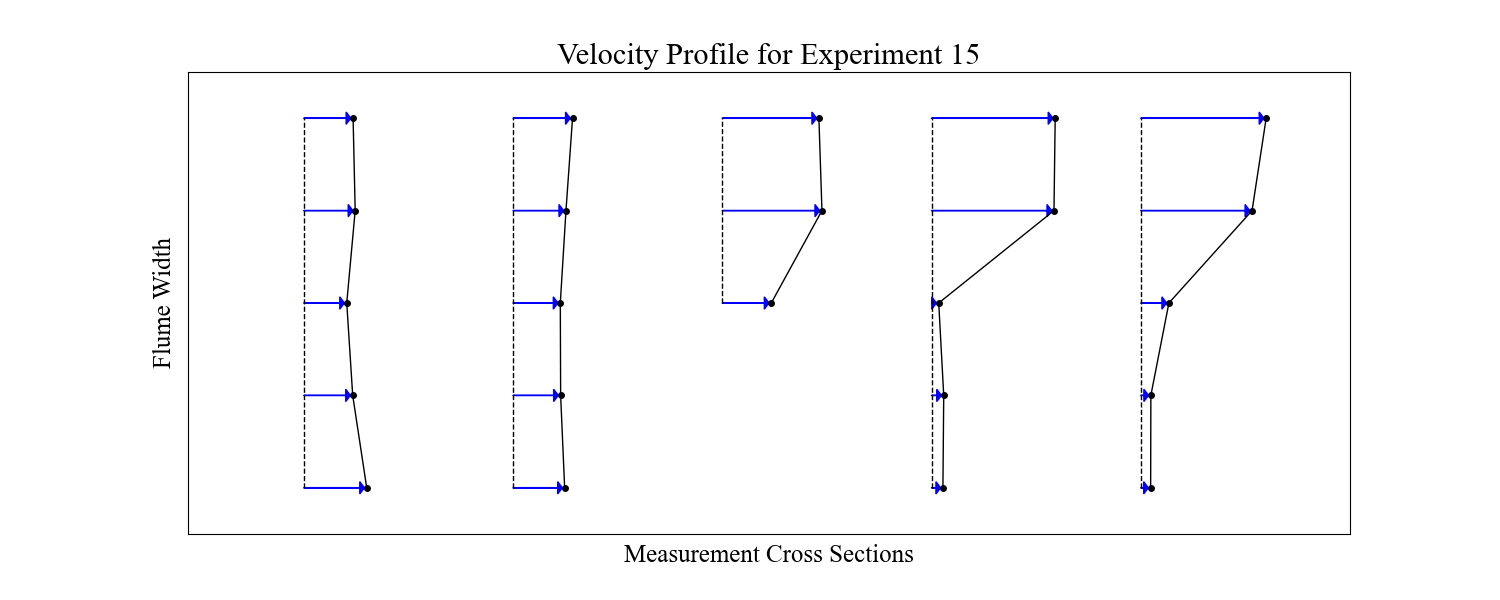 Velocity Profile for Experiment 15
Flume Width
Measurement Cross Sections